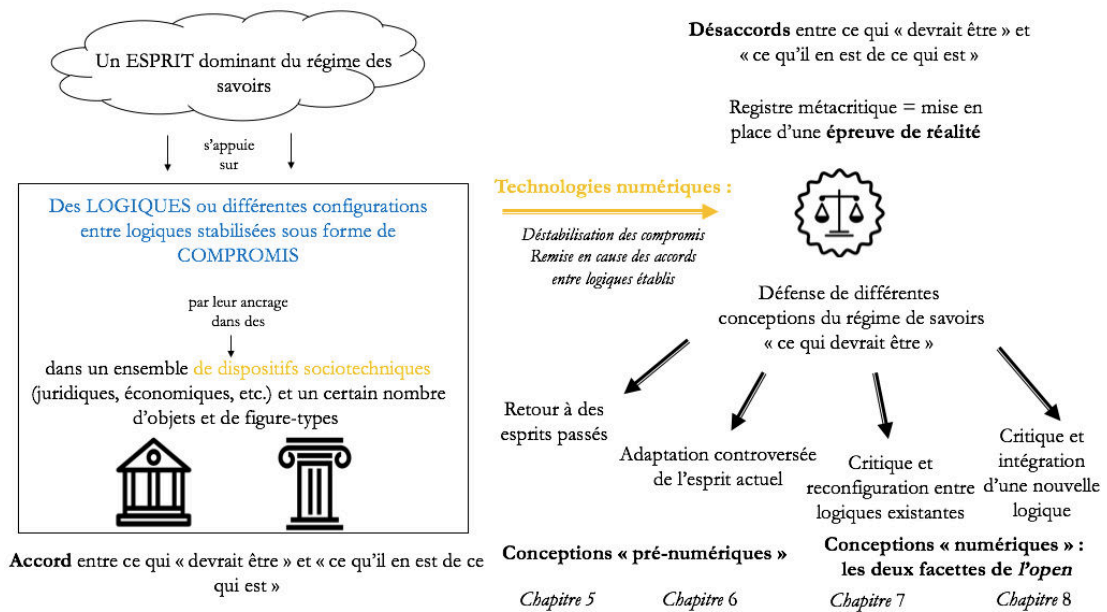 Un ESPRIT dominant du régime des
savoirs
s'appuie
sur
Des LOGIQUES ou différentes configurations
entre logiques stabilisées sous forme de
COMPROMIS
par leur ancrage
dans des
dans un ensemble de dispositifs sociotechniques
(juridiques, économiques, etc.) et un certain nombre
d'objets et de figure-types
Accord entre ce qui « devrait être » et « ce qu'il en est de ce
qui est »
Technologies numériques :
Déstabilisation des compromis
Remise en cause des accords
entre logiques établis
Désaccords entre ce qui « devrait être » et
« ce qu'il en est de ce qui est »
Registre métacritique = mise en
place d'une épreuve de réalité
Défense de différentes
conceptions du régime de savoirs
« ce qui devrait être »
Retour à des
esprits passés
Adaptation controversée
de l'esprit actuel
Critique et
reconfiguration entre
logiques existantes
Critique et
intégration
d'une nouvelle
logique
Conceptions « pré-numériques »
Conceptions « numériques » :
les deux facettes de l'open
Chapitre 5
Chapitre 6
Chapitre 7
Chapitre 8